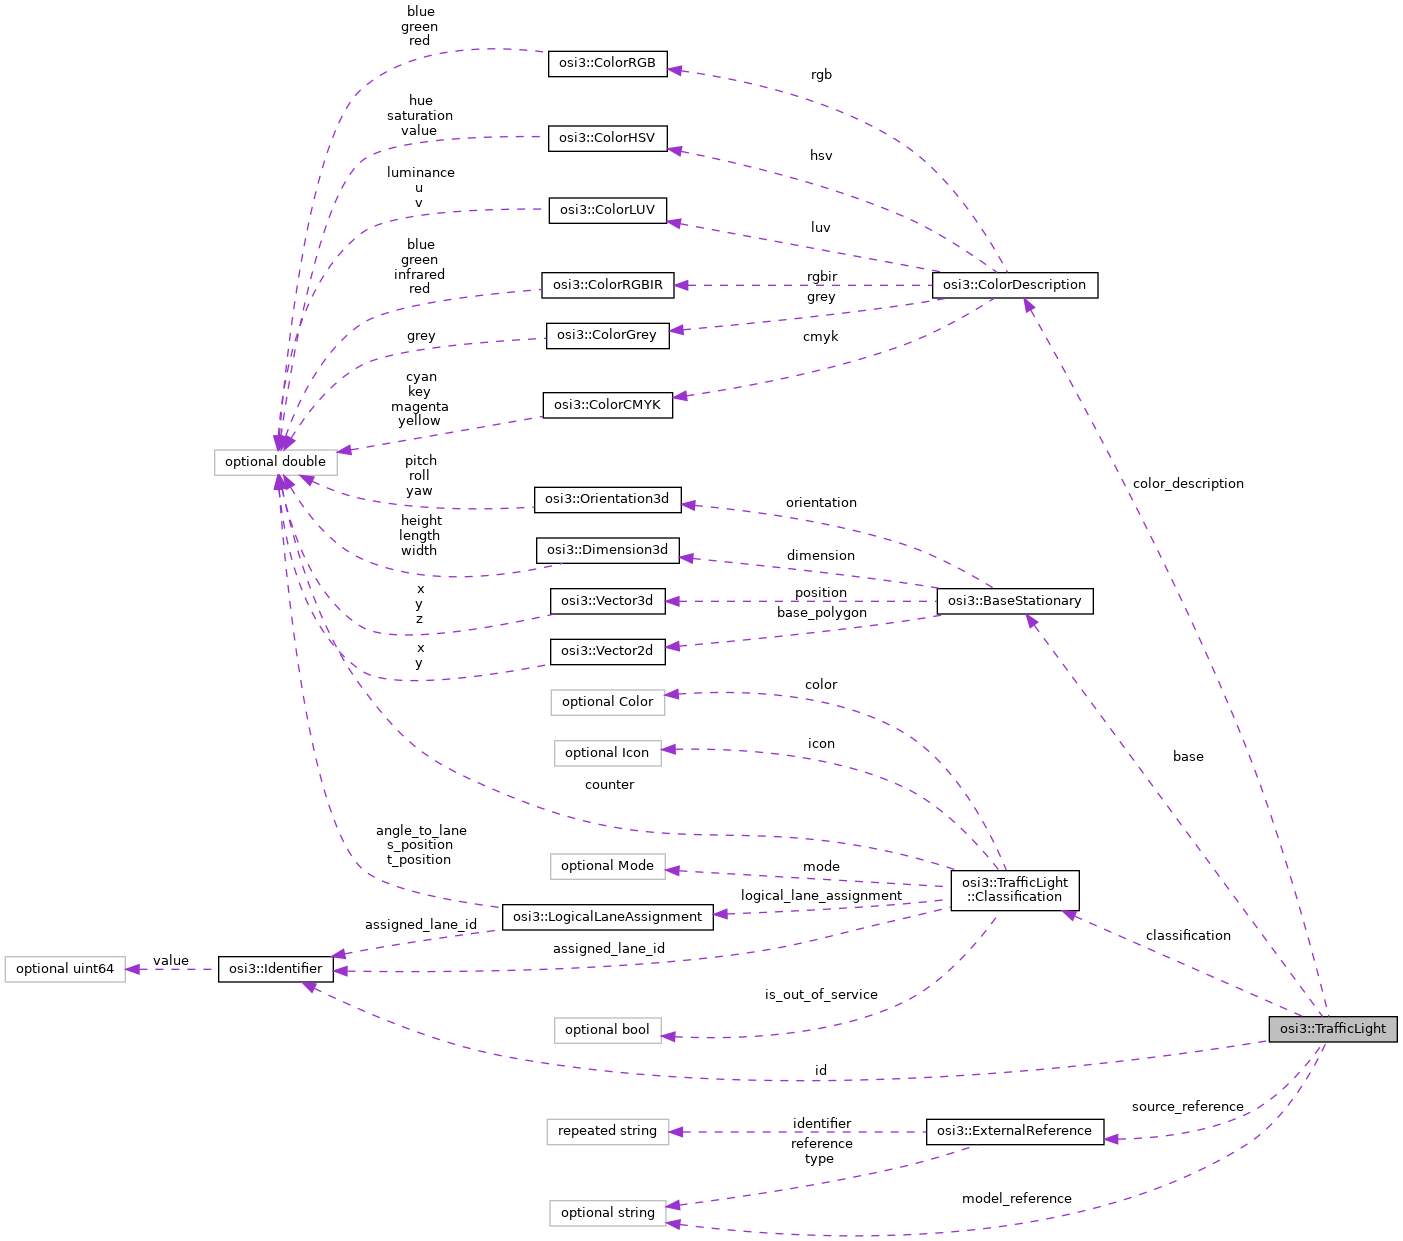 blue
green
red
osi3::ColorRGB
rgb
hue
saturation
value
osi3::ColorHSV
hsv
luminance
u
v
osi3::ColorLUV
luv
blue
green
infrared
red
osi3::ColorRGBIR
rgbir
osi3::ColorDescription
grey
grey
osi3::ColorGrey
cmyk
cyan
key
magenta
yellow
osi3::ColorCMYK
optional double
pitch
roll
yaw
osi3::Orientation3d
orientation
color_description
height
length
width
osi3::Dimension3d
dimension
x
y
z
osi3::Vector3d
position
osi3::BaseStationary
base_polygon
x
y
osi3::Vector2d
optional Color
color
optional Icon
icon
base
counter
angle_to_lane
s_position
t_position
optional Mode
mode
osi3::TrafficLight
::Classification
logical_lane_assignment
osi3::LogicalLaneAssignment
assigned_lane_id
assigned_lane_id
classification
optional uint64
value
osi3::Identifier
is_out_of_service
optional bool
osi3::TrafficLight
id
source_reference
identifier
repeated string
osi3::ExternalReference
reference
type
model_reference
optional string